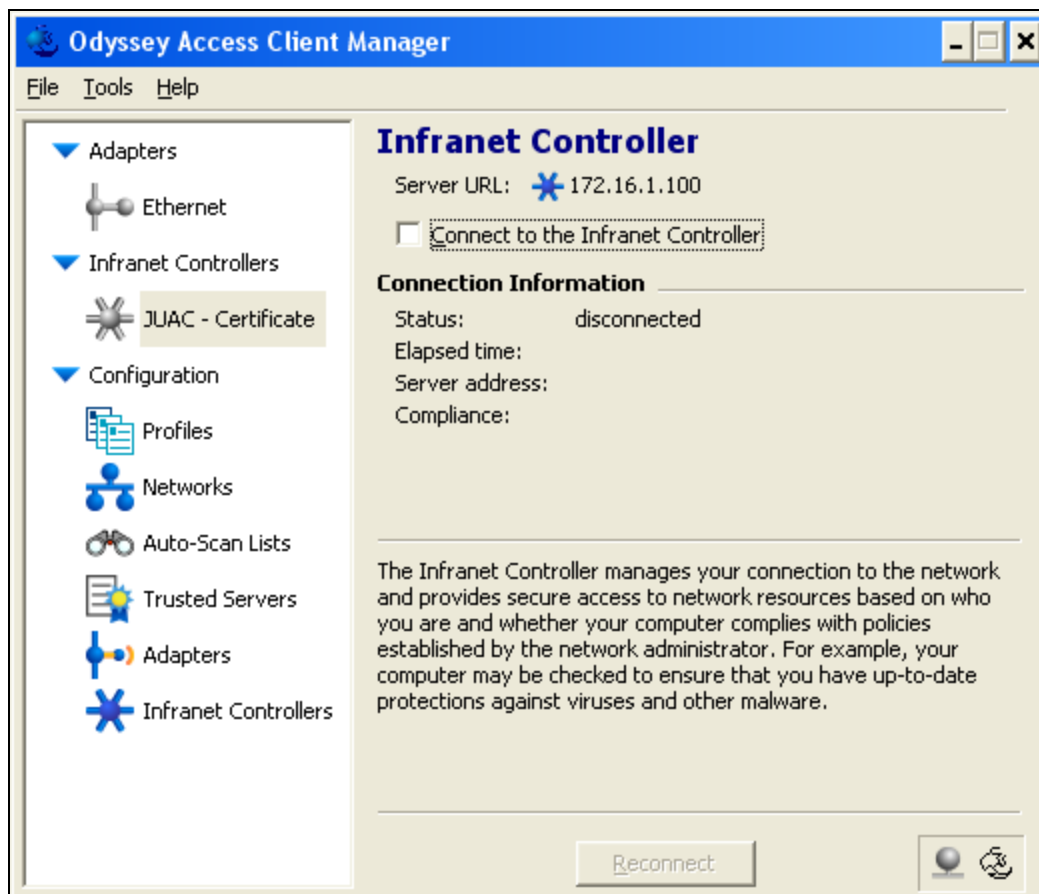 Odyssey Access Client Manager
File Tools Help
Adapters
Ethernet
Infranet Controllers
JUAC - Certificate
Configuration
Profiles
Networks
Auto-Scan Lists
Trusted Servers
Adapters
Infranet Controllers
Infranet Controller
Server URL: 172.16.1.100
Connect to the Infranet Controller
Connection Information
Status: disconnected
Elapsed time:
Server address:
Compliance:
The Infranet Controller manages your connection to the network
and provides secure access to network resources based on who
you are and whether your computer complies with policies
established by the network administrator. For example, your
computer may be checked to ensure that you have up-to-date
protections against viruses and other malware.
Reconnect